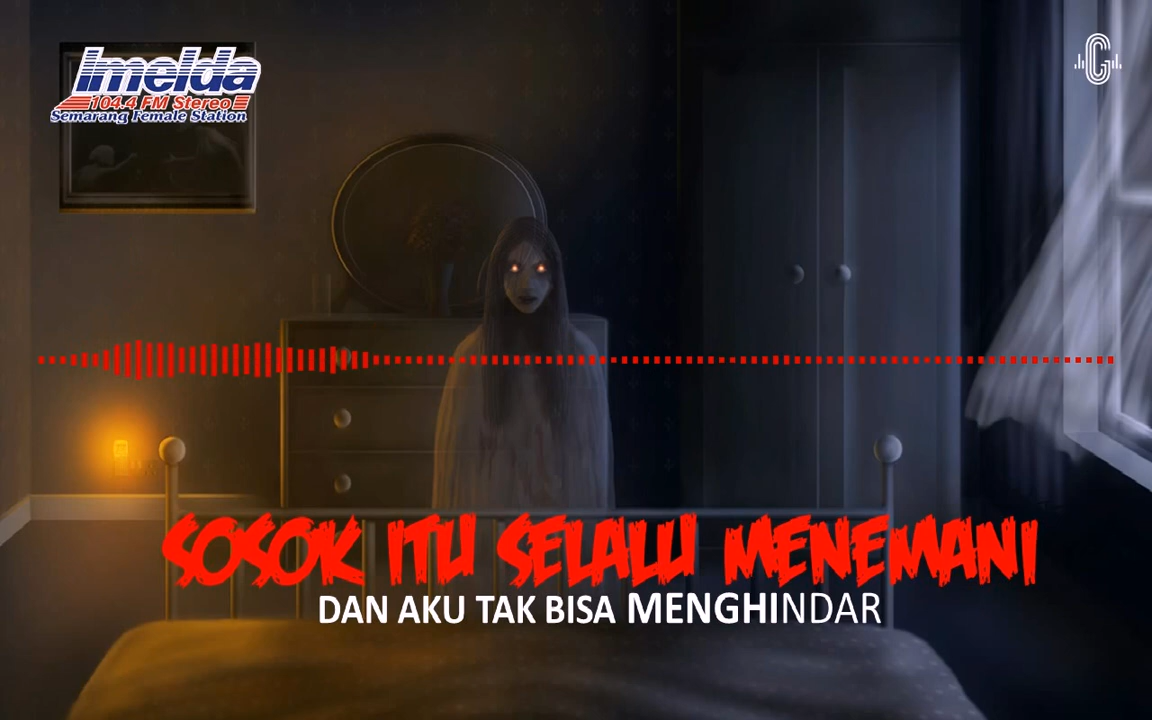 Imelda
104.4 FM Stereo
Semarang Female Station
G
SOSOK ITU SELALU MENEMANI
DAN AKU TAK BISA MENGHINDAR